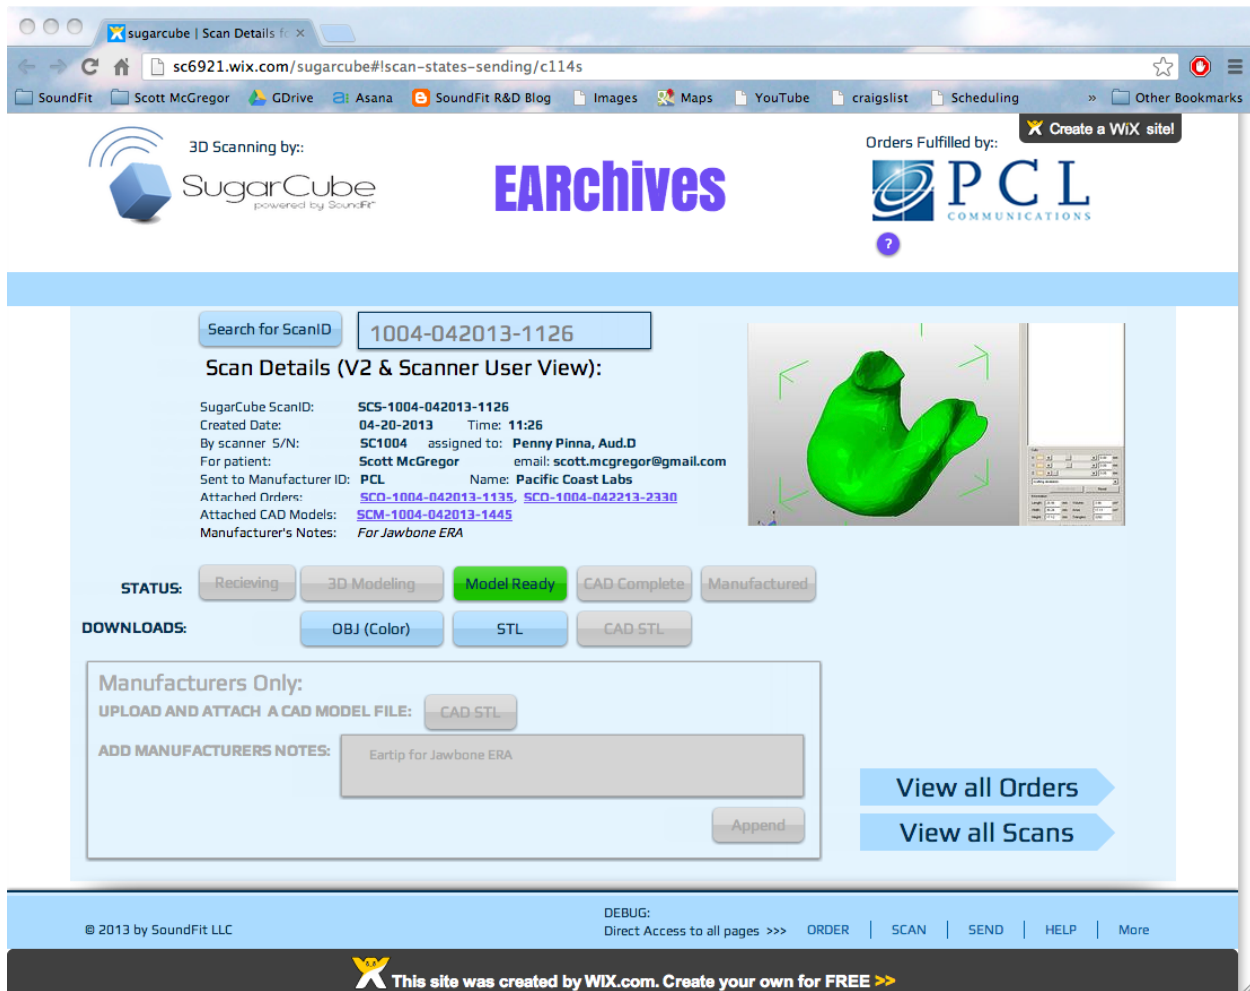 sugarcube | Scan Details fo ×
sc6921.wix.com/sugarcube#!scan-states-sending/c114s
SoundFit Scott McGregor GDrive Asana SoundFit R&D Blog Images Maps YouTube craigslist Scheduling » Other Bookmarks
Create a WiX site!
3D Scanning by::
SugarCube
powered by SoundFit
EARchives
Orders Fulfilled by::
PCL
COMMUNICATIONS
?
Search for ScanID 1004-042013-1126
Scan Details (V2 & Scanner User View):
SugarCube ScanID: SCS-1004-042013-1126
Created Date: 04-20-2013 Time: 11:26
By scanner S/N: SC1004 assigned to: Penny Pinna, Aud.D
For patient: Scott McGregor email: scott.mcgregor@gmail.com
Sent to Manufacturer ID: PCL Name: Pacific Coast Labs
Attached Orders: SCO-1004-042013-1135, SCO-1004-042213-2330
Attached CAD Models: SCM-1004-042013-1445
Manufacturer's Notes: For Jawbone ERA
STATUS: Recieving 3D Modeling Model Ready CAD Complete Manufactured
DOWNLOADS: OBJ (Color) STL CAD STL
Manufacturers Only:
UPLOAD AND ATTACH A CAD MODEL FILE: CAD STL
ADD MANUFACTURERS NOTES: Eartip for Jawbone ERA
Append
View all Orders
View all Scans
© 2013 by SoundFit LLC
DEBUG:
Direct Access to all pages >>> ORDER | SCAN | SEND | HELP | More
This site was created by WIX.com. Create your own for FREE >>